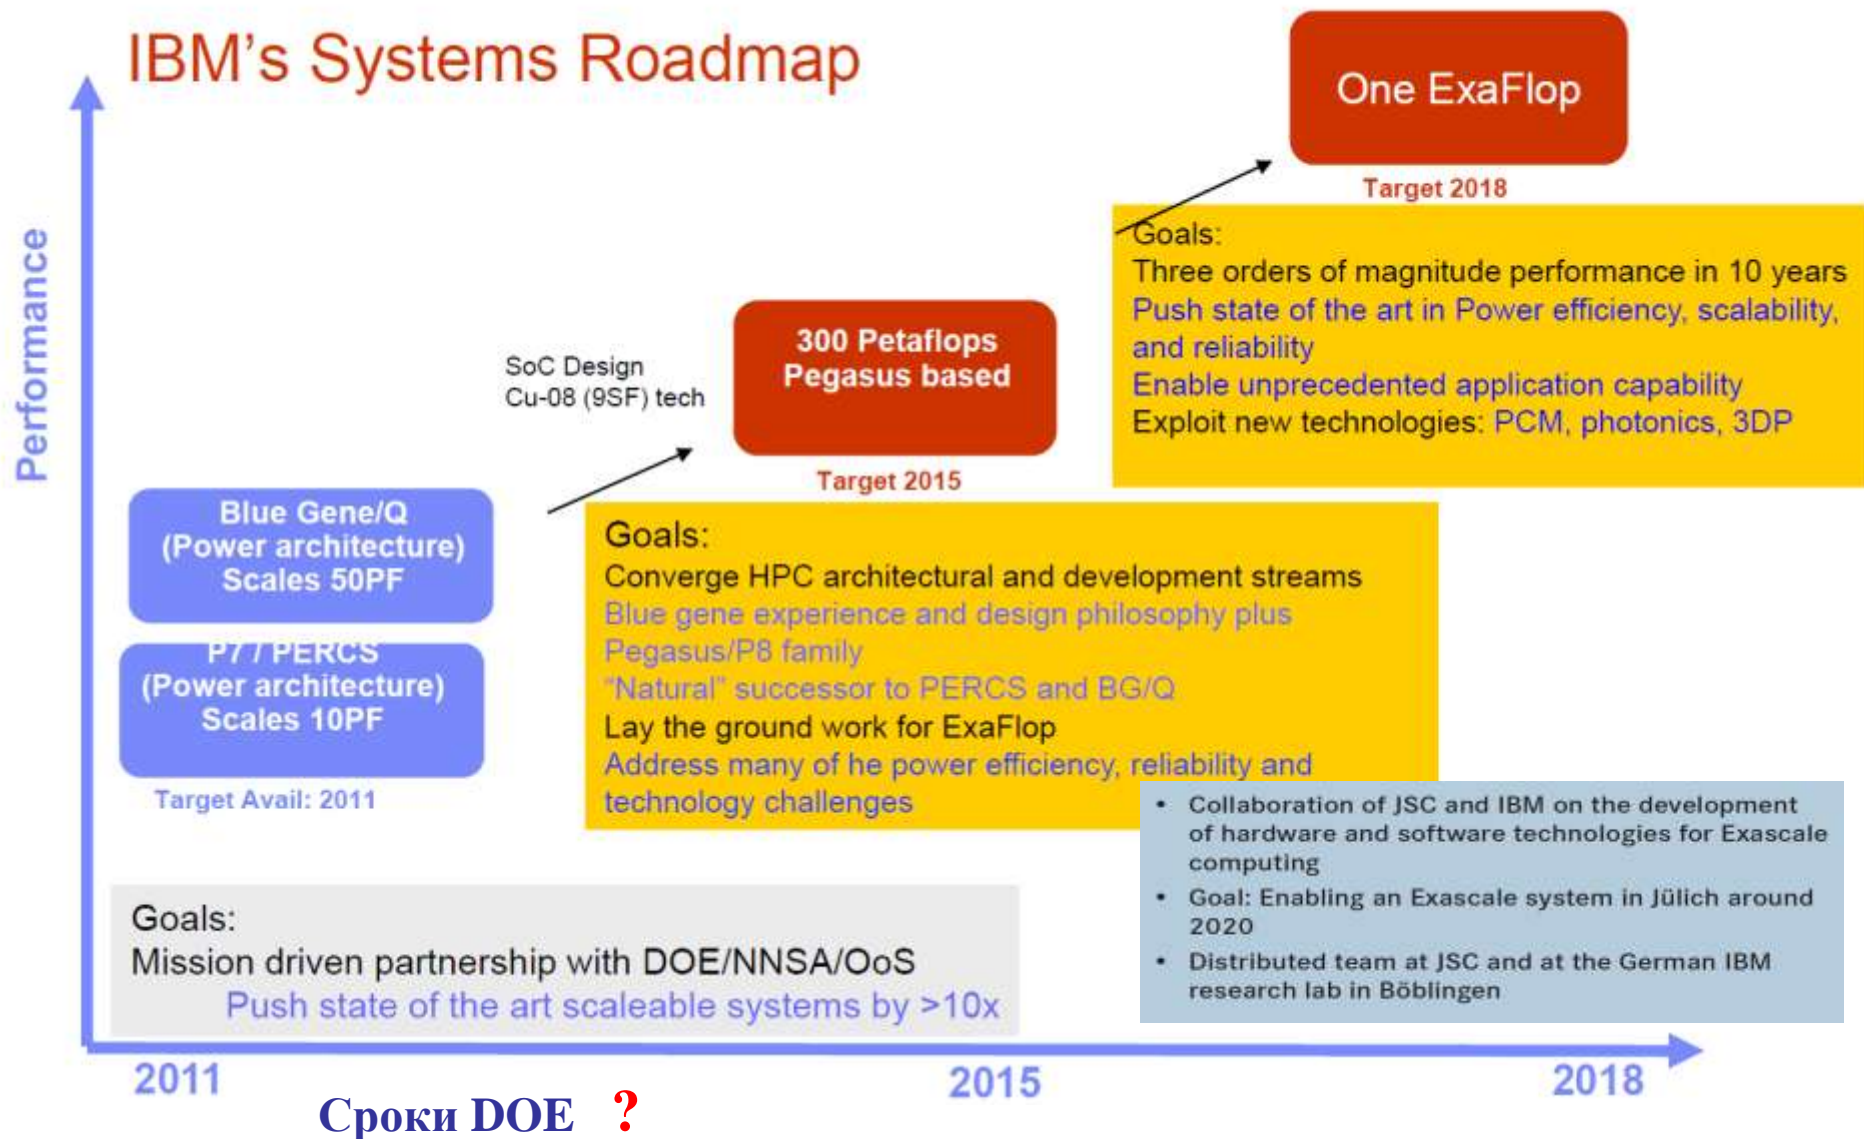 IBM's Systems Roadmap
One ExaFlop
Target 2018
Goals:
Three orders of magnitude performance in 10 years
Push state of the art in Power efficiency, scalability,
and reliability
Enable unprecedented application capability
Exploit new technologies: PCM, photonics, 3DP
Performance
SoC Design
Cu-08 (9SF) tech
300 Petaflops
Pegasus based
Target 2015
Blue Gene/Q
(Power architecture)
Scales 50PF
P7 / PERCS
(Power architecture)
Scales 10PF
Target Avail: 2011
Goals:
Converge HPC architectural and development streams
Blue gene experience and design philosophy plus
Pegasus/P8 family
"Natural" successor to PERCS and BG/Q
Lay the ground work for ExaFlop
Address many of he power efficiency, reliability and
technology challenges
• Collaboration of JSC and IBM on the development
of hardware and software technologies for Exascale
computing
• Goal: Enabling an Exascale system in Jülich around
2020
• Distributed team at JSC and at the German IBM
research lab in Böblingen
Goals:
Mission driven partnership with DOE/NNSA/OoS
Push state of the art scaleable systems by >10x
2011
2015
2018
Сроки DOE ?